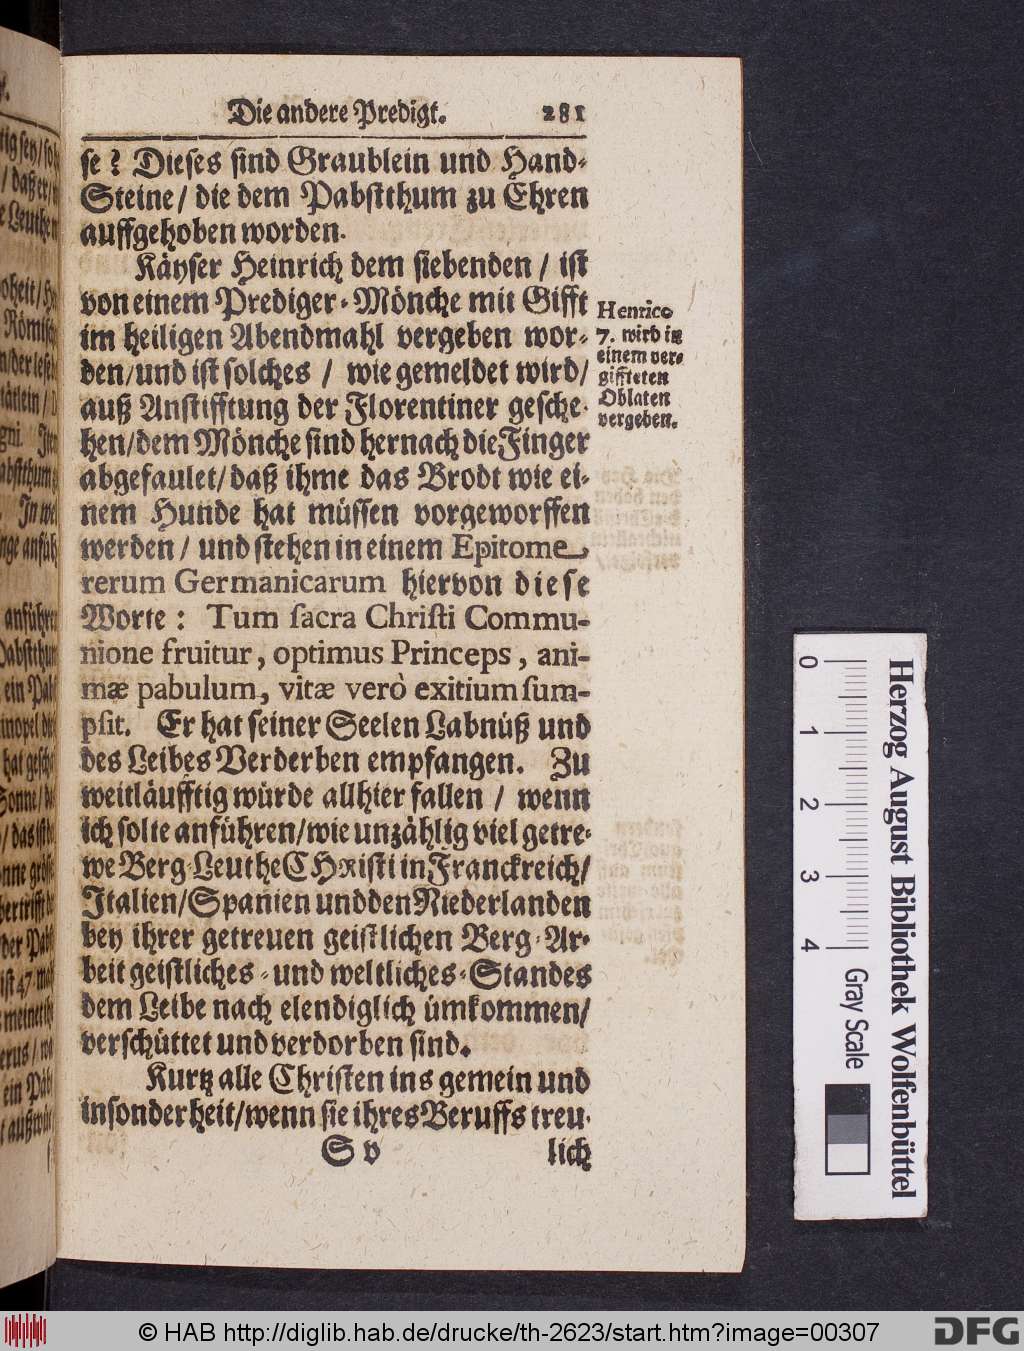 Die andere Predigt. 281
se? Dieses sind Graublein und Hand-
Steine/ die dem Pabstthum zu Ehren
auffgehoben worden.
Käyser Heinrich dem siebenden / ist
von einem Prediger-Mönche mit Gifft
im heiligen Abendmahl vergeben wor-
den/und ist solches / wie gemeldet wird/
auß Anstifftung der Florentiner gesche-
hen/dem Mönche sind hernach die Finger
abgefaulet/daß ihme das Brodt wie ei-
nem Hunde hat müssen vorgeworffen
werden / und stehen in einem Epitome
rerum Germanicarum hiervon diese
Worte: Tum sacra Christi Commu-
nione fruitur, optimus Princeps, ani-
mæ pabulum, vitæ verò exitium sum-
psit. Er hat seiner Seelen Labnüß und
des Leibes Verderben empfangen. Zu
weitläufftig würde allhier fallen / wenn
ich solte anführen/wie unzählig viel getre-
we Berg-Leuthe CHristi in Franckreich/
Italien/Spanien und den Niederlanden
bey ihrer getreuen geistlichen Berg-Ar-
beit geistliches-und weltliches-Standes
dem Leibe nach elendiglich ümkommen/
verschüttet und verdorben sind.
Kurtz alle Christen ins gemein und
insonderheit/wenn sie ihres Beruffs treu-
S v lich
Henrico
7. wird in
einem ver-
giffteten
Oblaten
vergeben.
0 1 2 3 4
Gray Scale
Herzog August Bibliothek Wolfenbüttel
© HAB http://diglib.hab.de/drucke/th-2623/start.htm?image=00307
DFG